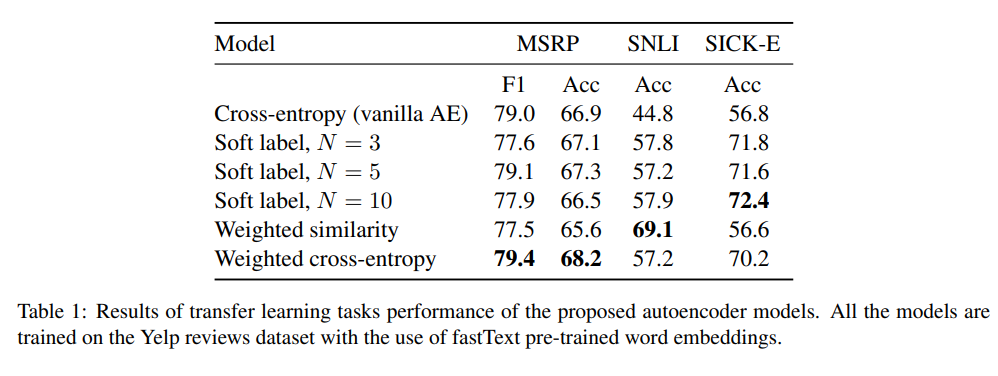 Model MSRP SNLI SICK-E
F1 Acc Acc Acc
Cross-entropy (vanilla AE) 79.0 66.9 44.8 56.8
Soft label, N = 3 77.6 67.1 57.8 71.8
Soft label, N = 5 79.1 67.3 57.2 71.6
Soft label, N = 10 77.9 66.5 57.9 72.4
Weighted similarity 77.5 65.6 69.1 56.6
Weighted cross-entropy 79.4 68.2 57.2 70.2
Table 1: Results of transfer learning tasks performance of the proposed autoencoder models. All the models are
trained on the Yelp reviews dataset with the use of fastText pre-trained word embeddings.